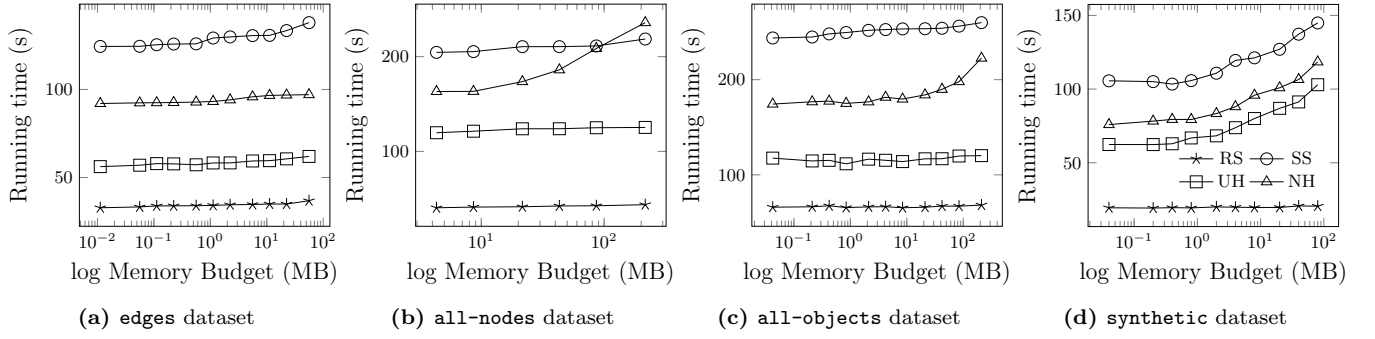 Running time (s)
100
50
10^-2 10^-1 10^0 10^1 10^2
log Memory Budget (MB)
(a) edges dataset
Running time (s)
200
100
10^1 10^2
log Memory Budget (MB)
(b) all-nodes dataset
Running time (s)
200
100
10^-1 10^0 10^1 10^2
log Memory Budget (MB)
(c) all-objects dataset
Running time (s)
150
100
50
RS SS
UH NH
10^-1 10^0 10^1 10^2
log Memory Budget (MB)
(d) synthetic dataset